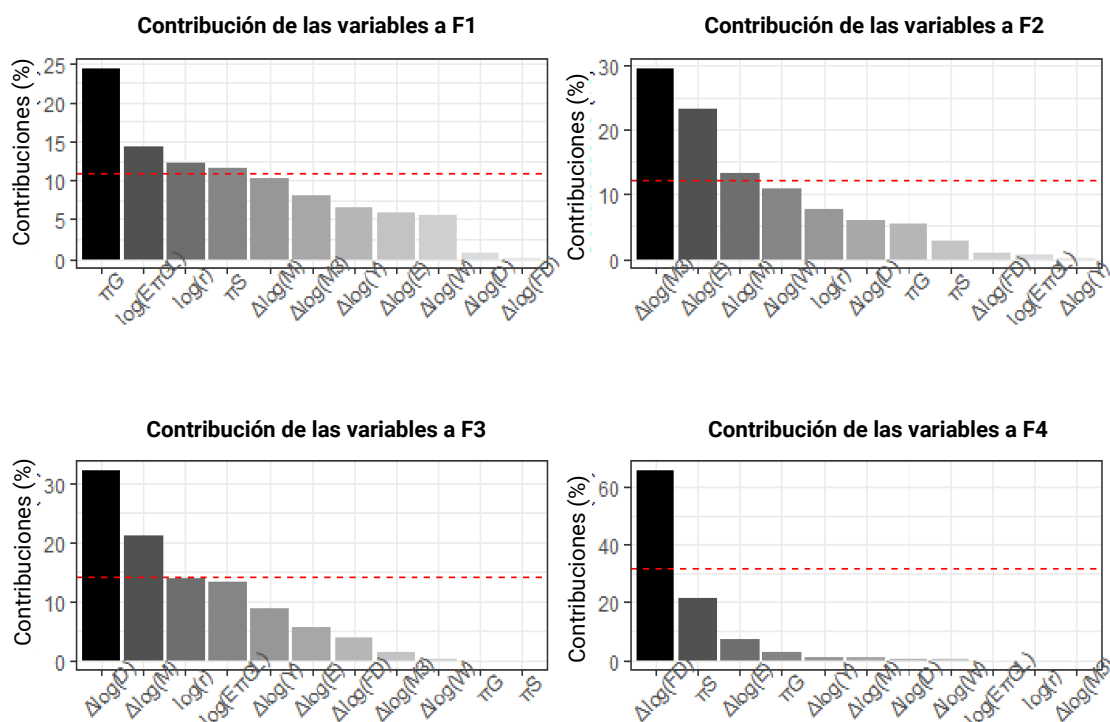 Contribución de las variables a F1
Contribuciones (%)
25
20
15
10
5
0
πG
log(EπGL)
log(r)
πS
Δlog(M)
Δlog(M3)
Δlog(Y)
Δlog(E)
Δlog(W)
Δlog(D)
Δlog(FD)
Contribución de las variables a F2
Contribuciones (%)
30
20
10
0
Δlog(M3)
Δlog(E)
Δlog(M)
Δlog(W)
log(r)
Δlog(D)
πG
πS
Δlog(FD)
log(EπGL)
Δlog(Y)
Contribución de las variables a F3
Contribuciones (%)
30
20
10
0
Δlog(D)
Δlog(M)
log(r)
log(EπGL)
Δlog(Y)
Δlog(E)
Δlog(FD)
Δlog(M3)
Δlog(W)
πG
πS
Contribución de las variables a F4
Contribuciones (%)
60
40
20
0
Δlog(FD)
πS
Δlog(E)
πG
Δlog(Y)
Δlog(M)
Δlog(D)
Δlog(W)
log(EπGL)
log(r)
Δlog(M3)